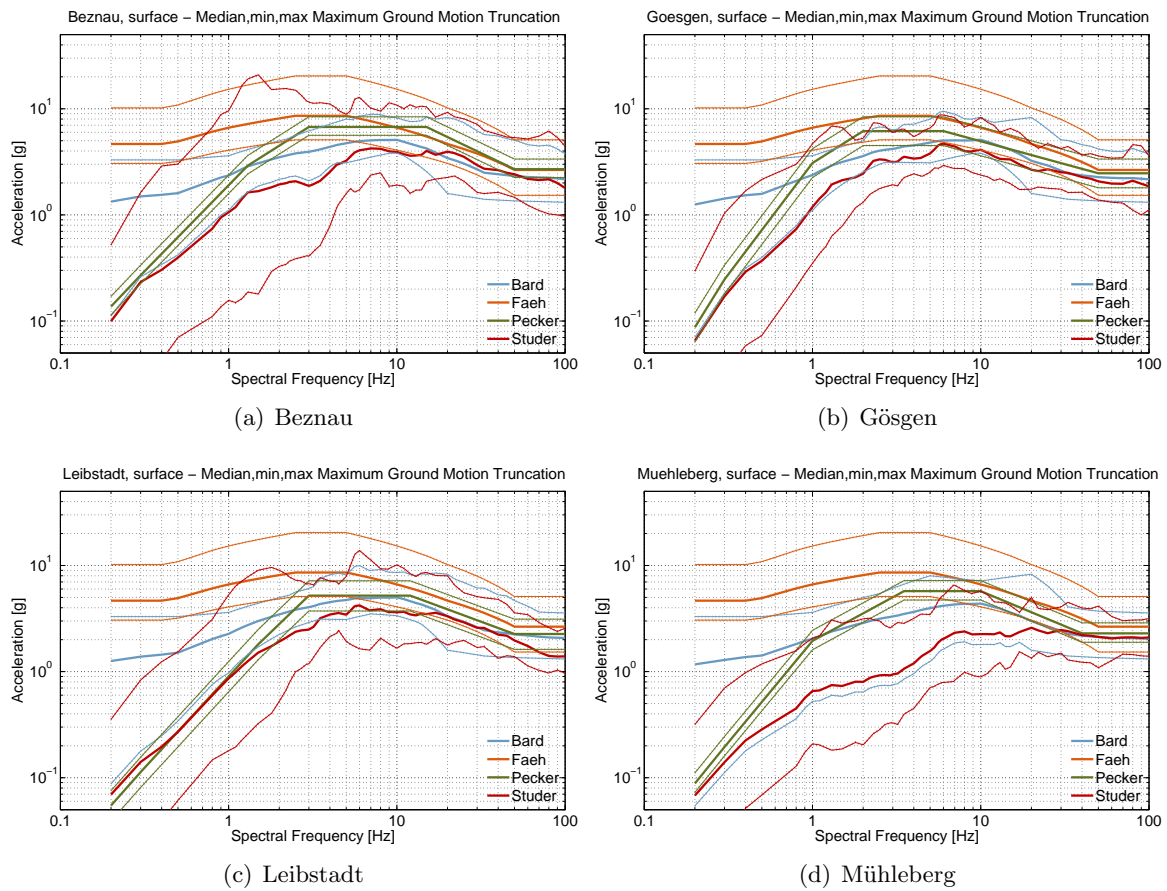 Beznau, surface − Median,min,max Maximum Ground Motion Truncation
10^1
10^0
10^−1
Acceleration [g]
Bard
Faeh
Pecker
Studer
0.1 1 10 100
Spectral Frequency [Hz]
(a) Beznau
Goesgen, surface − Median,min,max Maximum Ground Motion Truncation
10^1
10^0
10^−1
Acceleration [g]
Bard
Faeh
Pecker
Studer
0.1 1 10 100
Spectral Frequency [Hz]
(b) Gösgen
Leibstadt, surface − Median,min,max Maximum Ground Motion Truncation
10^1
10^0
10^−1
Acceleration [g]
Bard
Faeh
Pecker
Studer
0.1 1 10 100
Spectral Frequency [Hz]
(c) Leibstadt
Muehleberg, surface − Median,min,max Maximum Ground Motion Truncation
10^1
10^0
10^−1
Acceleration [g]
Bard
Faeh
Pecker
Studer
0.1 1 10 100
Spectral Frequency [Hz]
(d) Mühleberg